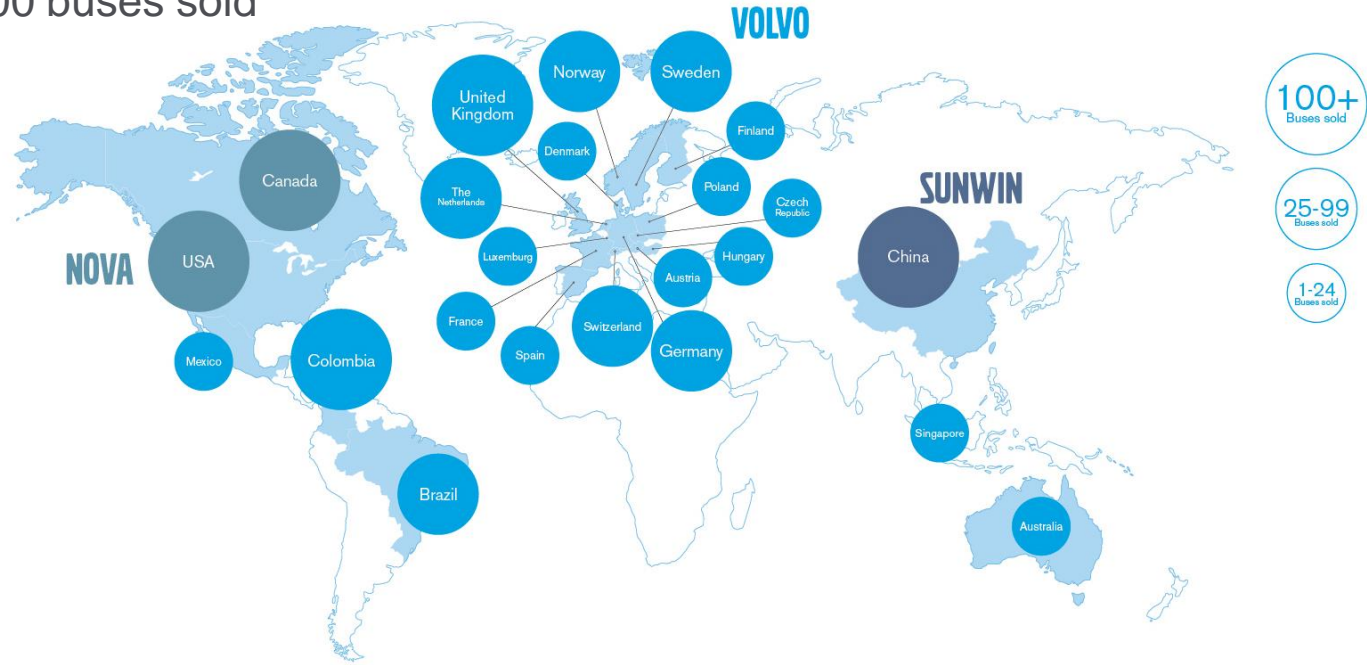 00 buses sold
VOLVO
Norway
Sweden
United
Kingdom
Finland
Denmark
The
Netherlands
Poland
Czech
Republic
Luxemburg
Hungary
Austria
France
Spain
Switzerland
Germany
Canada
USA
NOVA
Mexico
Colombia
Brazil
SUNWIN
China
Singapore
Australia
100+
Buses sold
25-99
Buses sold
1-24
Buses sold